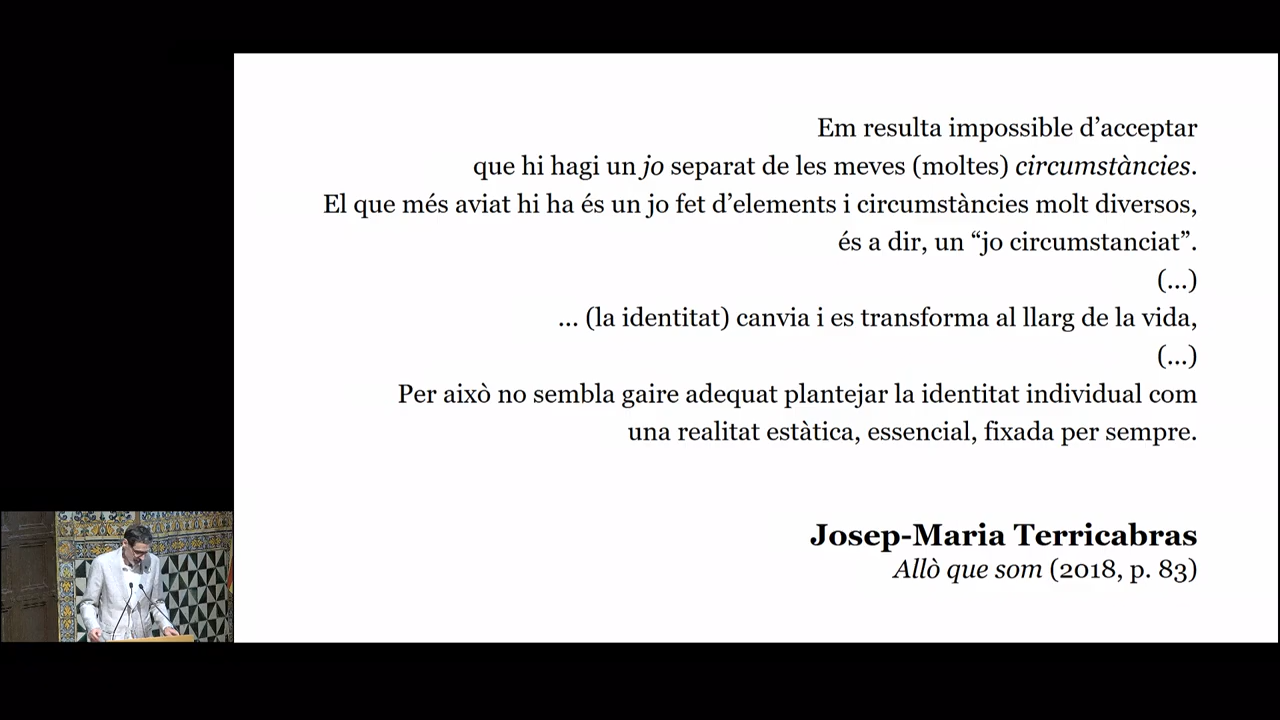 Em resulta impossible d’acceptar
que hi hagi un jo separat de les meves (moltes) circumstàncies.
El que més aviat hi ha és un jo fet d’elements i circumstàncies molt diversos,
és a dir, un “jo circumstanciat”.
(...)
... (la identitat) canvia i es transforma al llarg de la vida,
(...)
Per això no sembla gaire adequat plantejar la identitat individual com
una realitat estàtica, essencial, fixada per sempre.
Josep-Maria Terricabras
Allò que som (2018, p. 83)